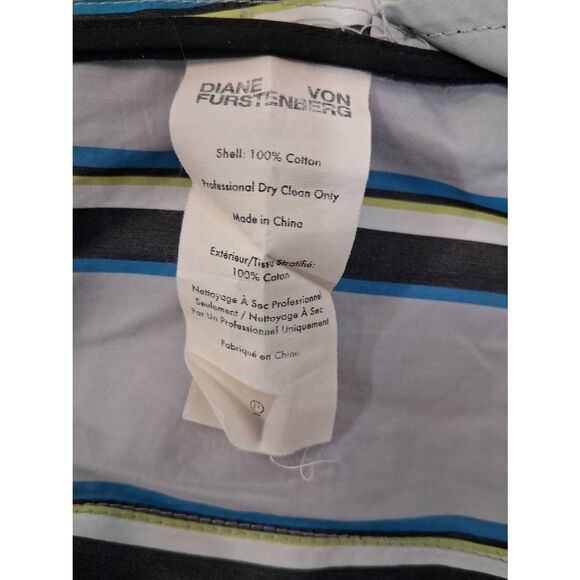 DIANE VON
FURSTENBERG
Shell: 100% Cotton
Professional Dry Clean Only
Made in China
Extérieur/Tissu Stratifié:
100% Coton
Nettoyage À Sec Professionnel
Seulement / Nettoyage À Sec
Par Un Professionnel Uniquement
Fabriqué en Chine